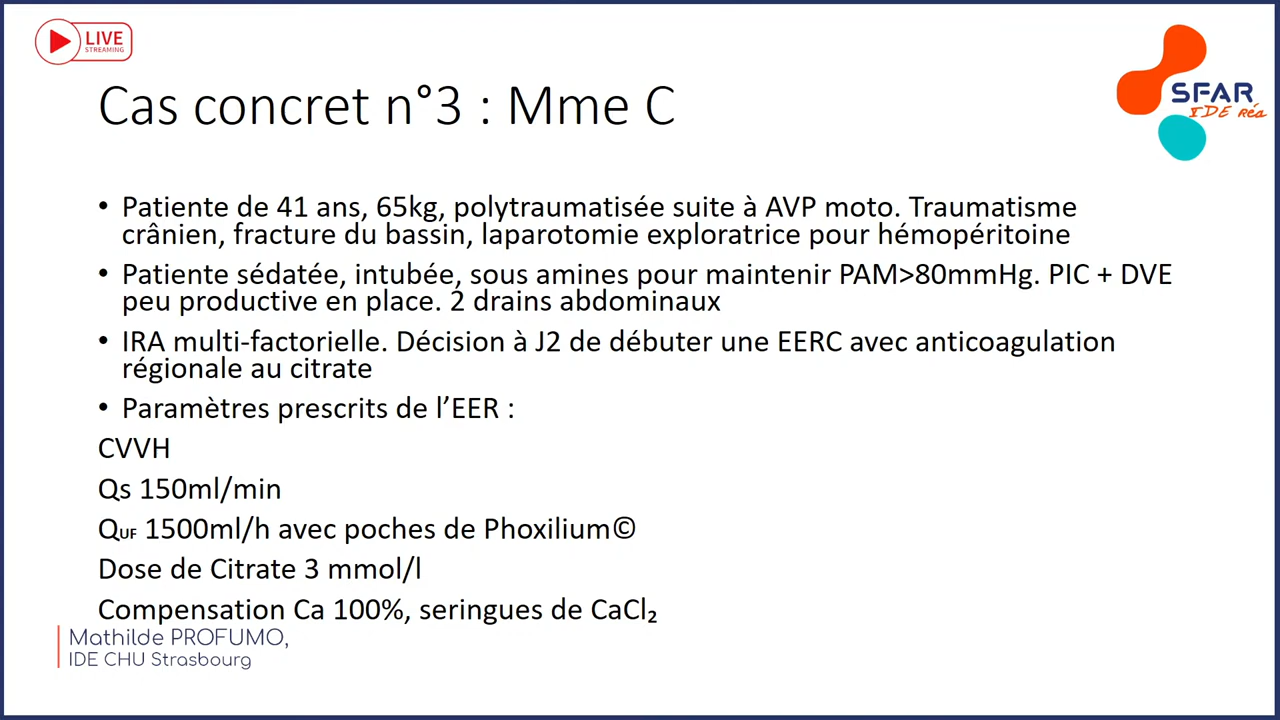 LIVE
STREAMING
SFAR
IDE Réa
Cas concret n°3 : Mme C
• Patiente de 41 ans, 65kg, polytraumatisée suite à AVP moto. Traumatisme
crânien, fracture du bassin, laparotomie exploratrice pour hémopéritoine
• Patiente sédatée, intubée, sous amines pour maintenir PAM>80mmHg. PIC + DVE
peu productive en place. 2 drains abdominaux
• IRA multi-factorielle. Décision à J2 de débuter une EERC avec anticoagulation
régionale au citrate
• Paramètres prescrits de l’EER :
CVVH
Qs 150ml/min
QUF 1500ml/h avec poches de Phoxilium©
Dose de Citrate 3 mmol/l
Compensation Ca 100%, seringues de CaCl₂
Mathilde PROFUMO,
IDE CHU Strasbourg